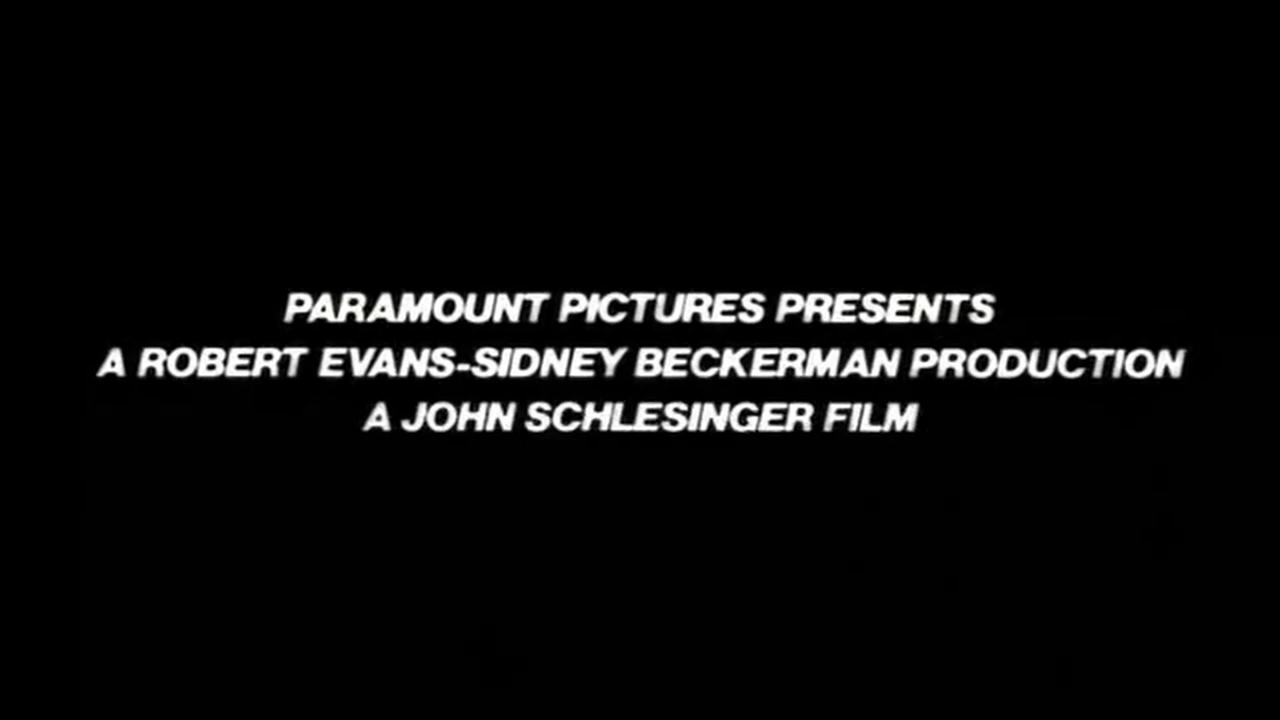 PARAMOUNT PICTURES PRESENTS
A ROBERT EVANS-SIDNEY BECKERMAN PRODUCTION
A JOHN SCHLESINGER FILM